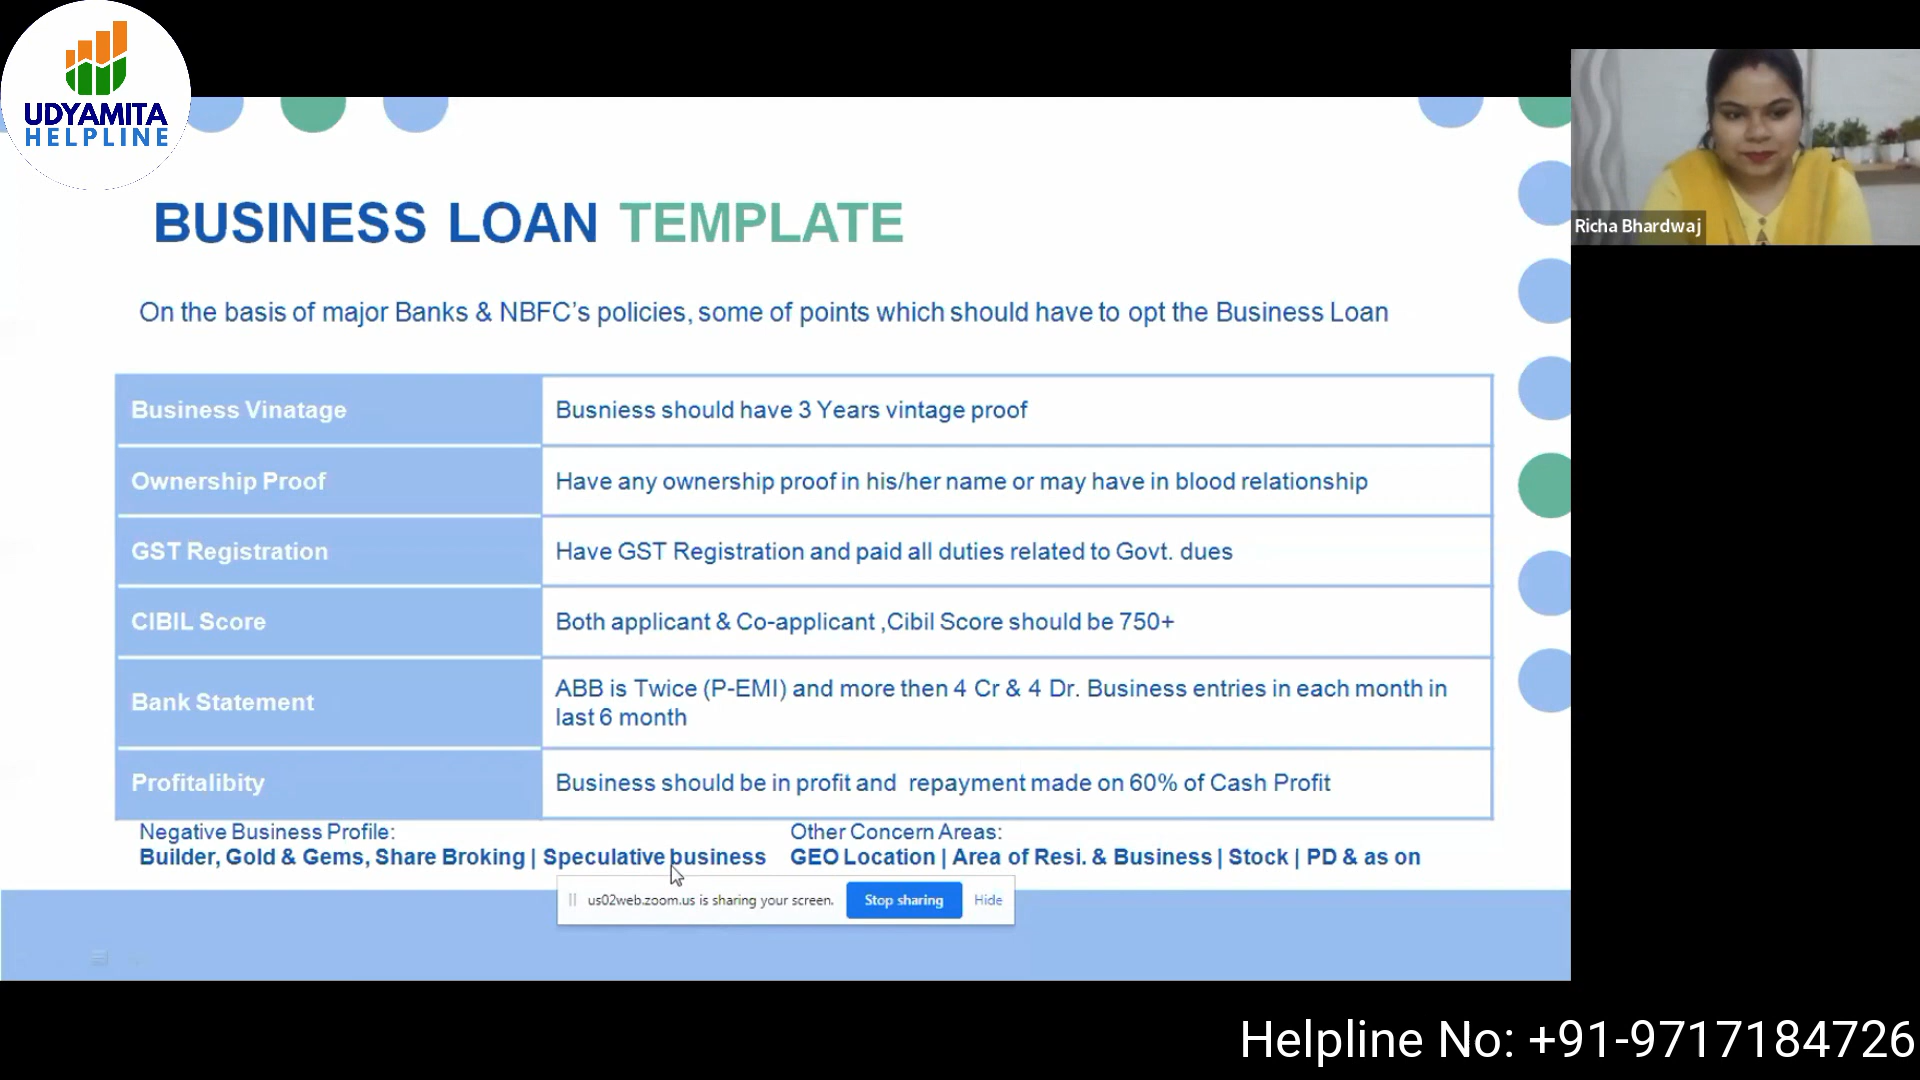 UDYAMITA
HELPLINE
Richa Bhardwaj
BUSINESS LOAN TEMPLATE
On the basis of major Banks & NBFC's policies, some of points which should have to opt the Business Loan
Business Vinatage
Busniess should have 3 Years vintage proof
Ownership Proof
Have any ownership proof in his/her name or may have in blood relationship
GST Registration
Have GST Registration and paid all duties related to Govt. dues
CIBIL Score
Both applicant & Co-applicant ,Cibil Score should be 750+
Bank Statement
ABB is Twice (P-EMI) and more then 4 Cr & 4 Dr. Business entries in each month in
last 6 month
Profitalibity
Business should be in profit and repayment made on 60% of Cash Profit
Negative Business Profile:
Builder, Gold & Gems, Share Broking | Speculative business
Other Concern Areas:
GEO Location | Area of Resi. & Business | Stock | PD & as on
us02web.zoom.us is sharing your screen.
Stop sharing
Hide
Helpline No: +91-9717184726